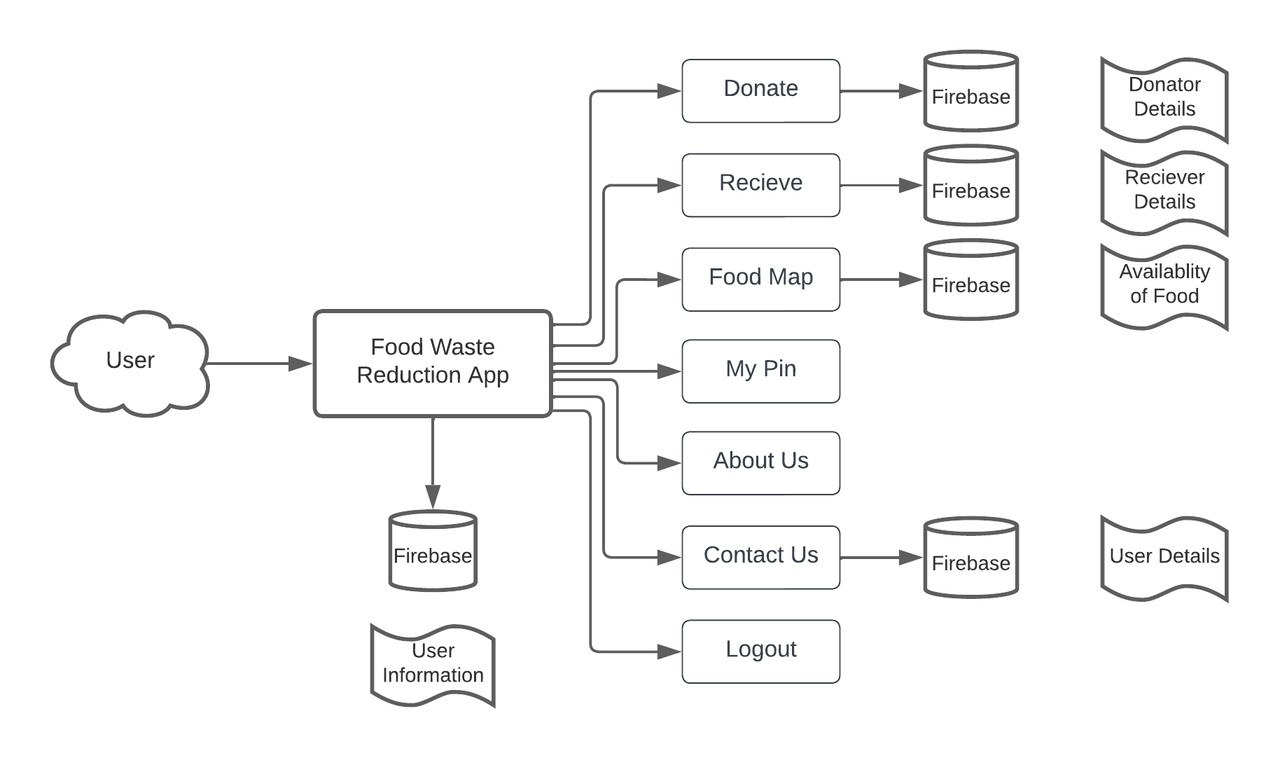 Donate
Firebase
Donator
Details
Recieve
Firebase
Reciever
Details
Food Map
Firebase
Availablity
of Food
User
Food Waste
Reduction App
My Pin
About Us
Contact Us
Firebase
User Details
Firebase
User
Information
Logout